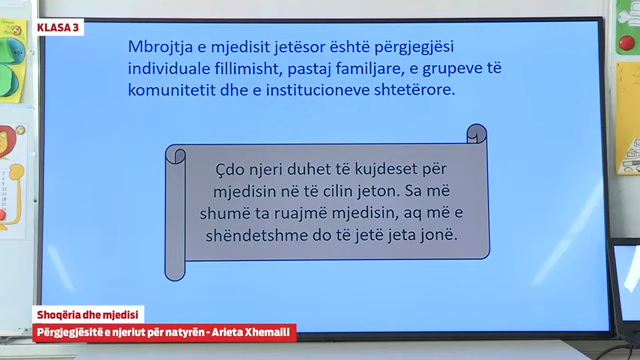 KLASA 3
Mbrojtja e mjedisit jetësor është përgjegjësi
individuale fillimisht, pastaj familjare, e grupeve të
komunitetit dhe e institucioneve shtetërore.
Çdo njeri duhet të kujdeset për
mjedisin në të cilin jeton. Sa më
shumë ta ruajmë mjedisin, aq më e
shëndetshme do të jetë jeta jonë.
Shoqëria dhe mjedisi
Përgjegjësitë e njeriut për natyrën - Arieta Xhemaili